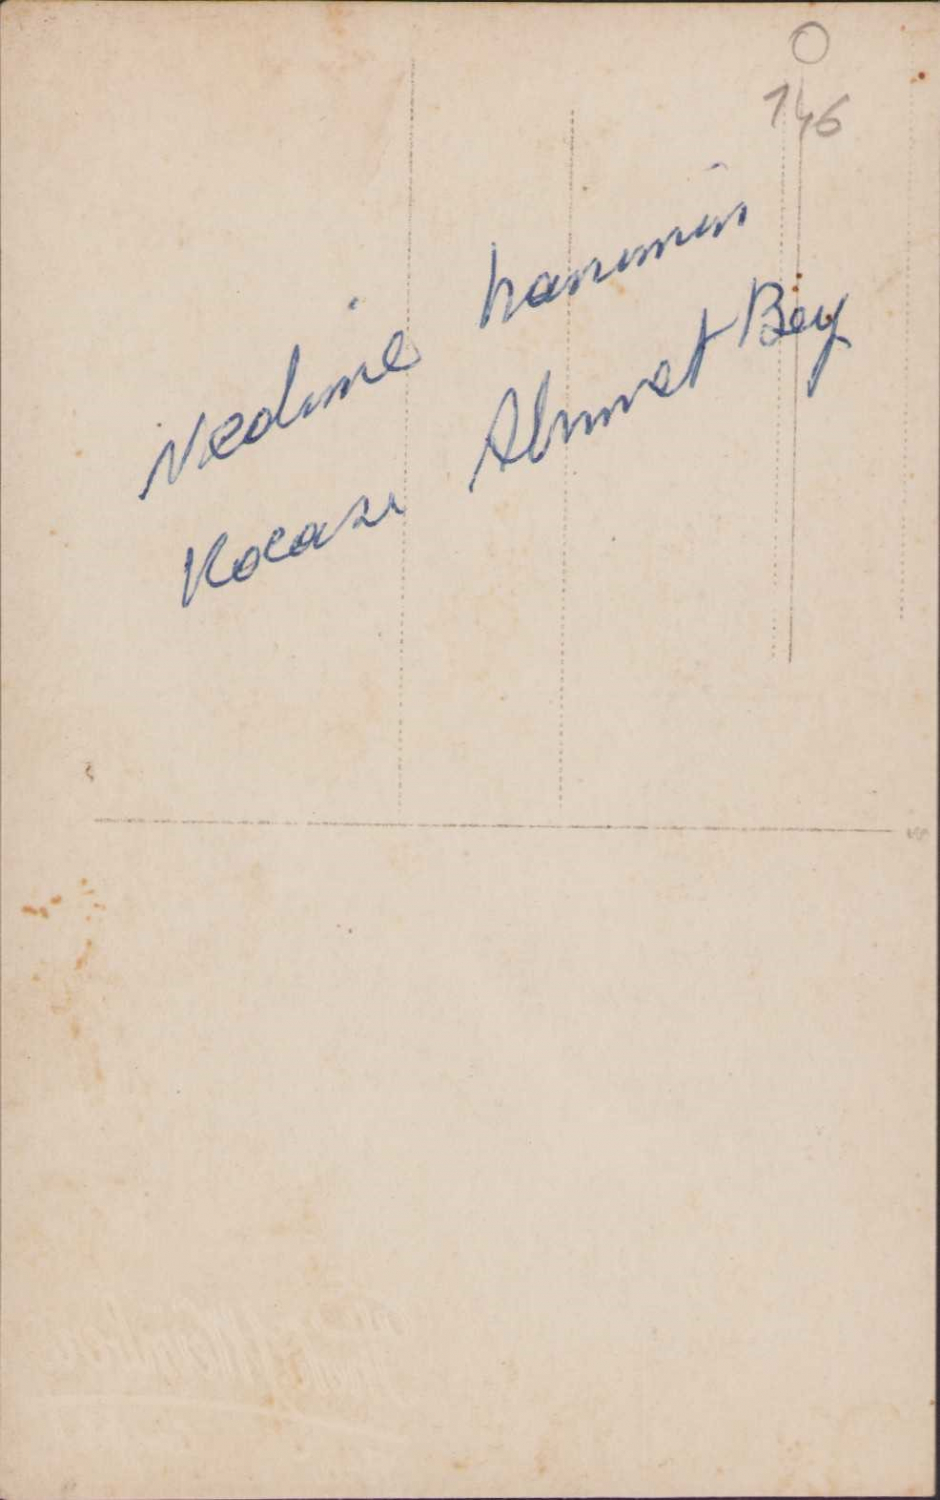 146
Nedime hanımın
Kocası Ahmet Bey